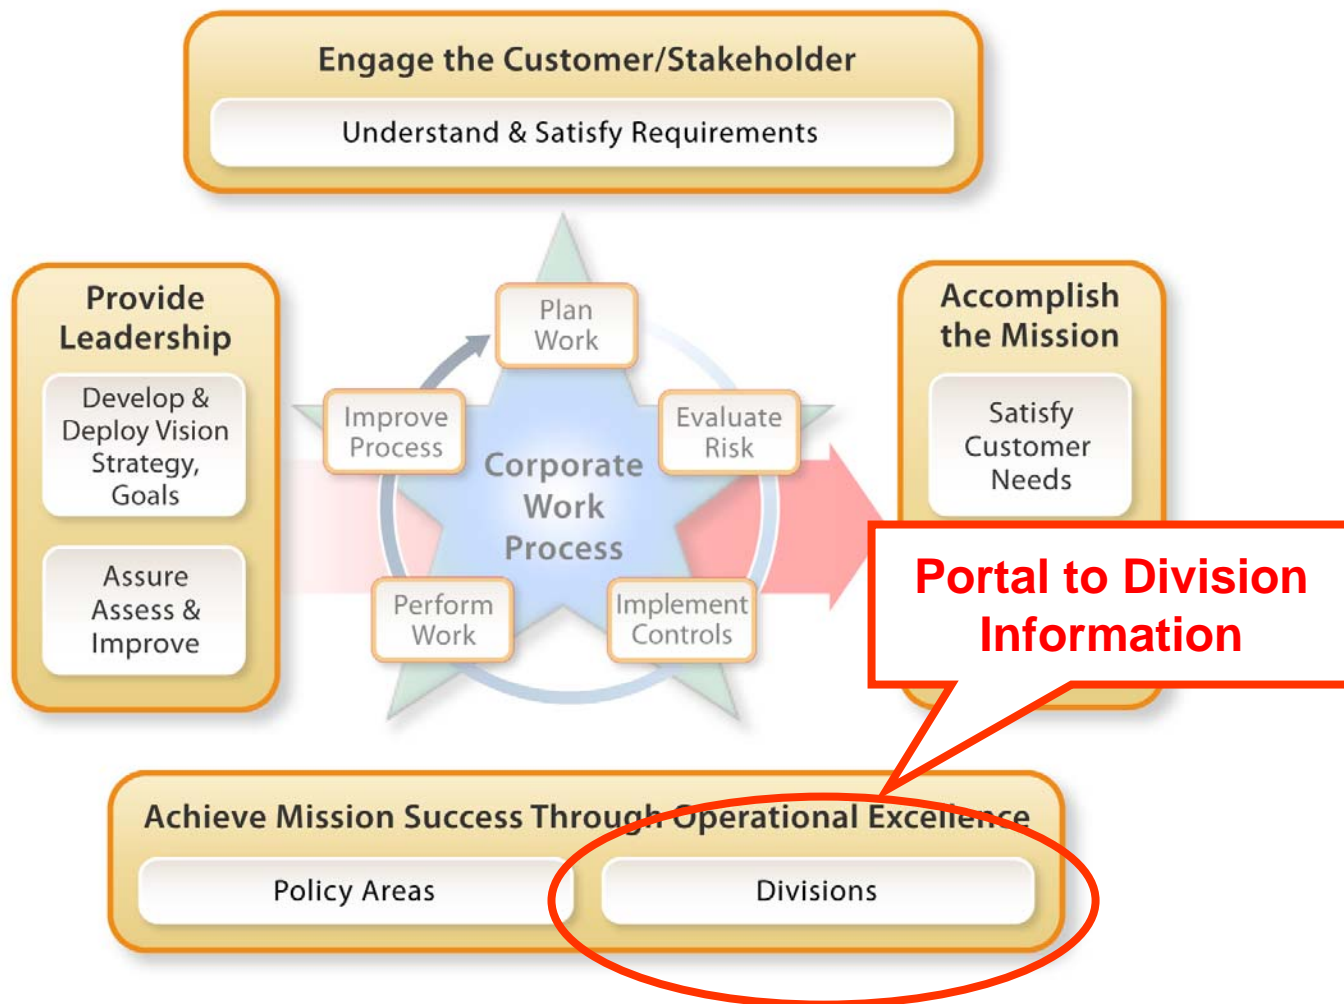 Engage the Customer/Stakeholder
Understand & Satisfy Requirements
Provide
Leadership
Develop &
Deploy Vision
Strategy,
Goals
Assure
Assess &
Improve
Plan
Work
Improve
Process
Evaluate
Risk
Corporate
Work
Process
Perform
Work
Implement
Controls
Accomplish
the Mission
Satisfy
Customer
Needs
Portal to Division
Information
Achieve Mission Success Through Operational Excellence
Policy Areas
Divisions